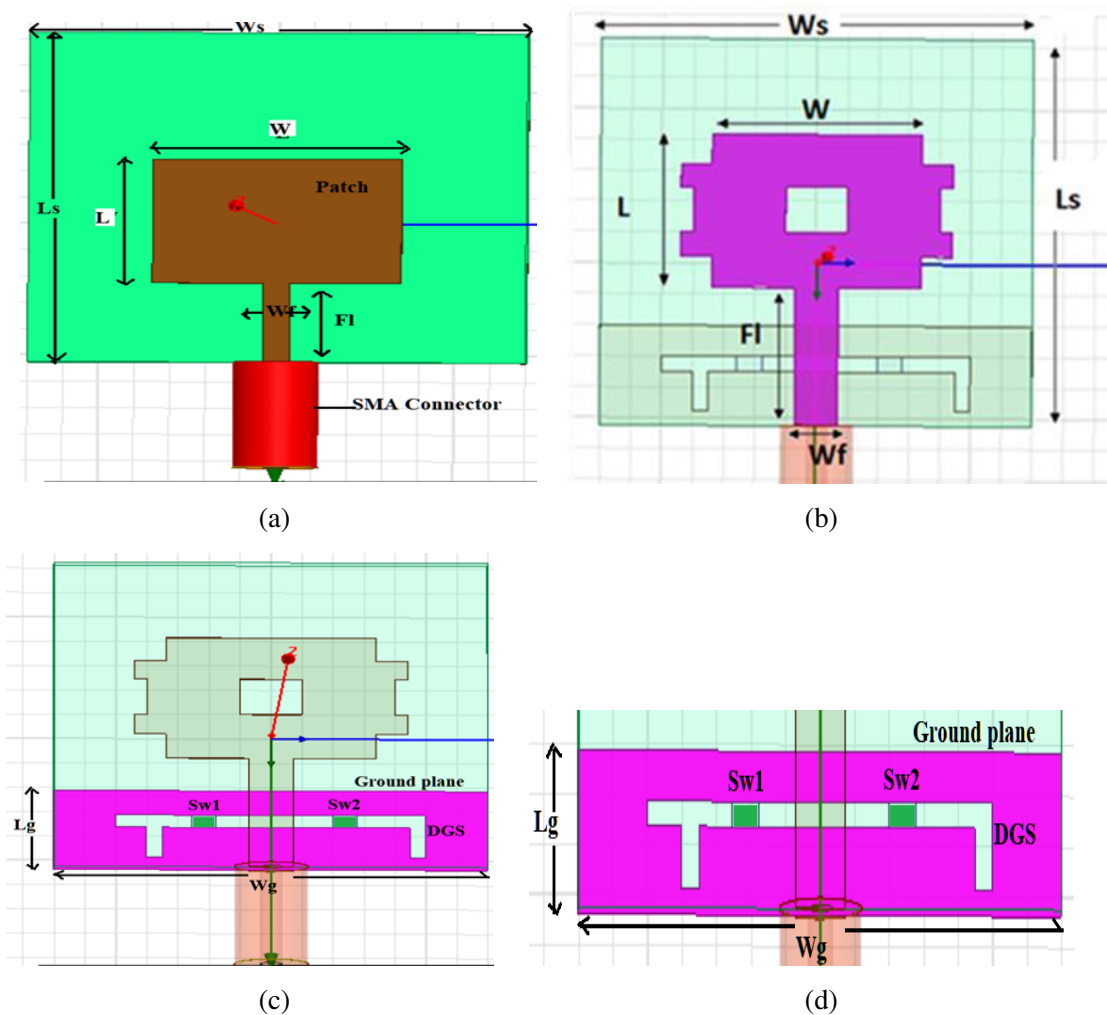 Ws
W
Patch
Ls
L
Wf
Fl
SMA Connector
(a)
Ws
W
L
Ls
Fl
Wf
(b)
Z
Ground plane
Sw1
Sw2
Lg
DGS
Wg
(c)
Ground plane
Sw1
Sw2
Lg
DGS
Wg
(d)